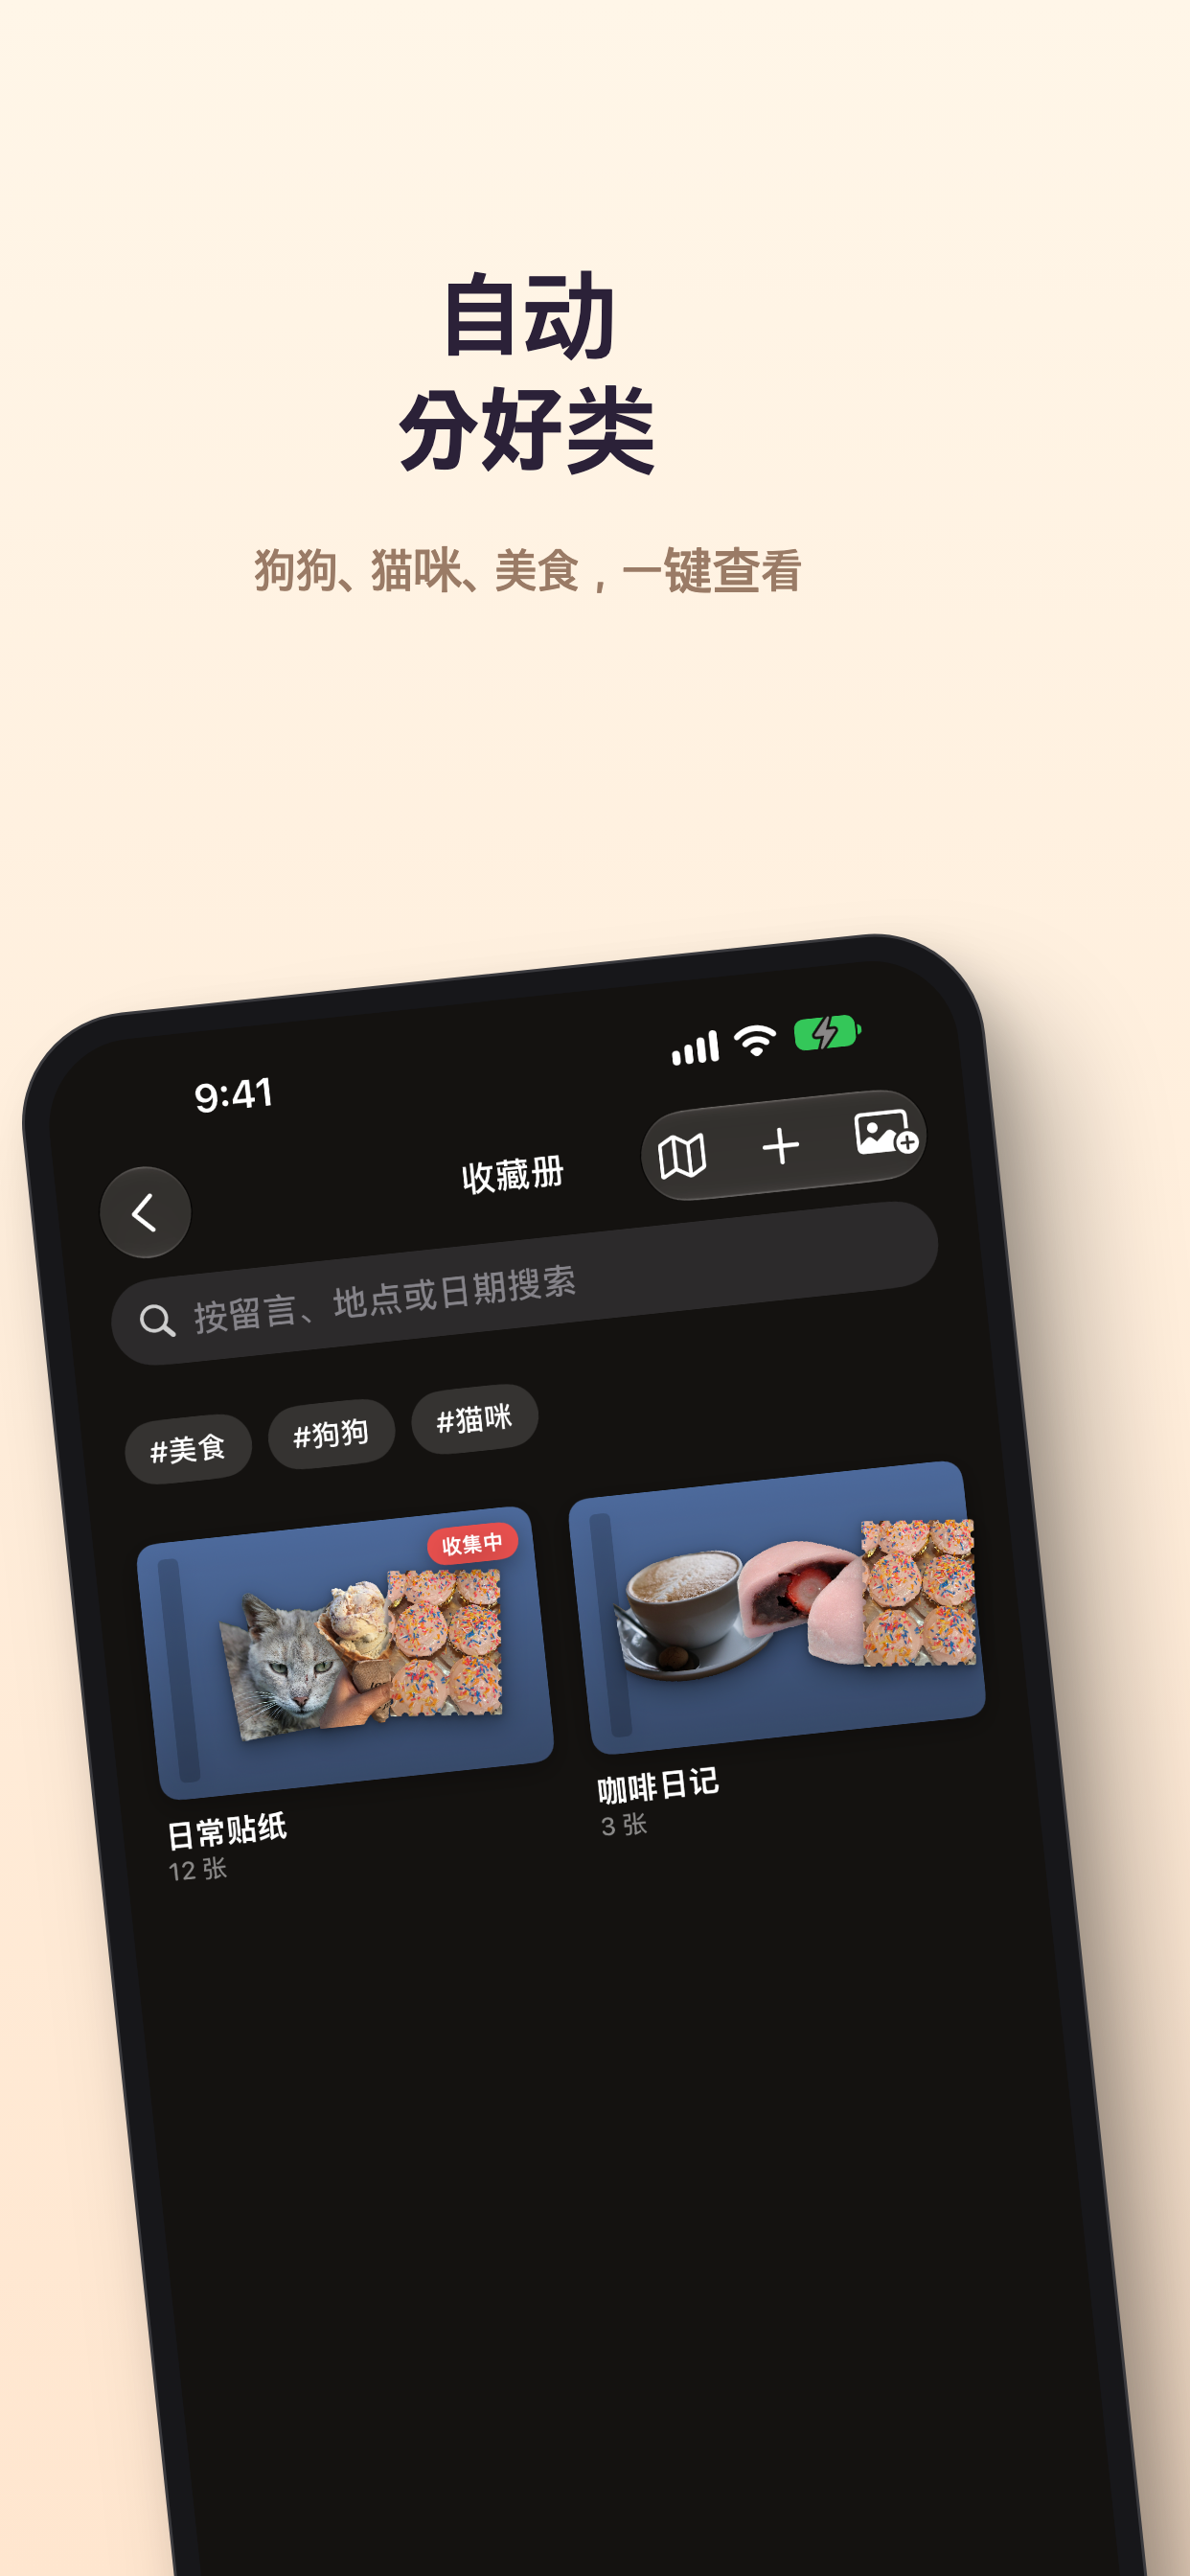 自动
分好类
狗狗、猫咪、美食，一键查看
9:41
收藏册
按留言、地点或日期搜索
#美食 #狗狗 #猫咪
收集中
日常贴纸
12 张
咖啡日记
3 张